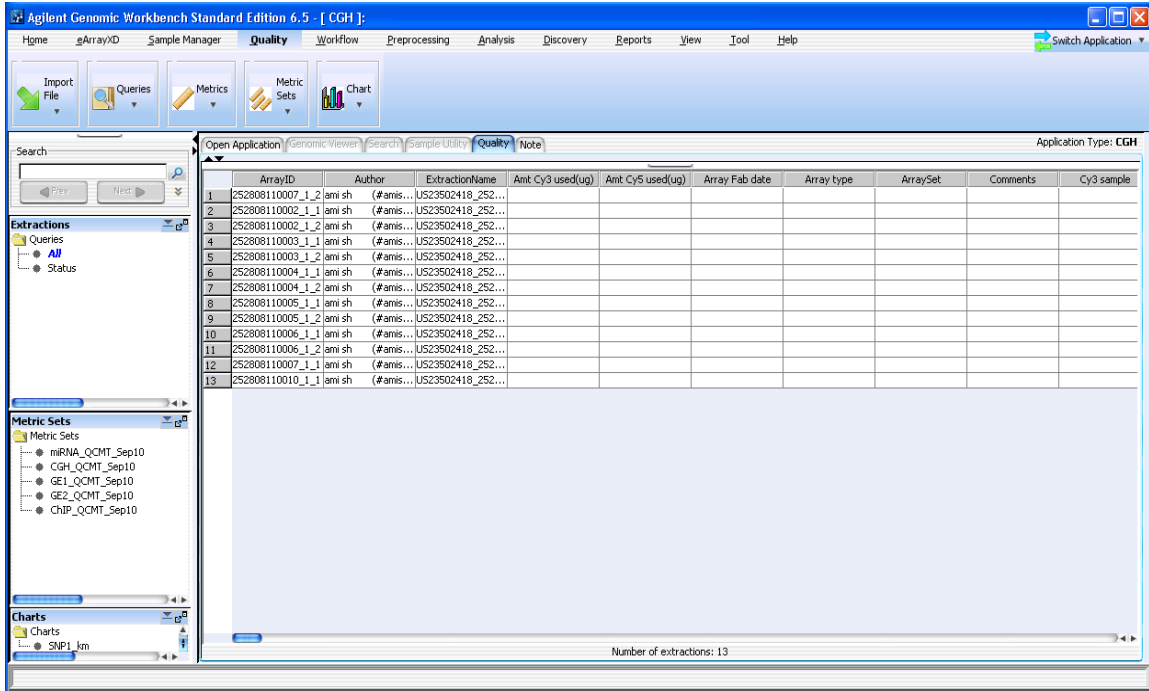 Agilent Genomic Workbench Standard Edition 6.5 - [ CGH ]:
Home eArrayXD Sample Manager Quality Workflow Preprocessing Analysis Discovery Reports View Tool Help Switch Application
Import File Queries Metrics Metric Sets Chart
Search
Prev Next
Open Application Genomic Viewer Search Sample Utility Quality Note Application Type: CGH
ArrayID Author ExtractionName Amt Cy3 used(ug) Amt Cy5 used(ug) Array Fab date Array type ArraySet Comments Cy3 sample
1 252808110007_1_2 ami sh (#amis... US23502418_252...
2 252808110002_1_1 ami sh (#amis... US23502418_252...
3 252808110002_1_2 ami sh (#amis... US23502418_252...
4 252808110003_1_1 ami sh (#amis... US23502418_252...
5 252808110003_1_2 ami sh (#amis... US23502418_252...
6 252808110004_1_1 ami sh (#amis... US23502418_252...
7 252808110004_1_2 ami sh (#amis... US23502418_252...
8 252808110005_1_1 ami sh (#amis... US23502418_252...
9 252808110005_1_2 ami sh (#amis... US23502418_252...
10 252808110006_1_1 ami sh (#amis... US23502418_252...
11 252808110006_1_2 ami sh (#amis... US23502418_252...
12 252808110007_1_1 ami sh (#amis... US23502418_252...
13 252808110010_1_1 ami sh (#amis... US23502418_252...
Extractions
Queries
All
Status
Metric Sets
Metric Sets
miRNA_QCMT_Sep10
CGH_QCMT_Sep10
GE1_QCMT_Sep10
GE2_QCMT_Sep10
ChIP_QCMT_Sep10
Charts
Charts
SNP1_km
Number of extractions: 13